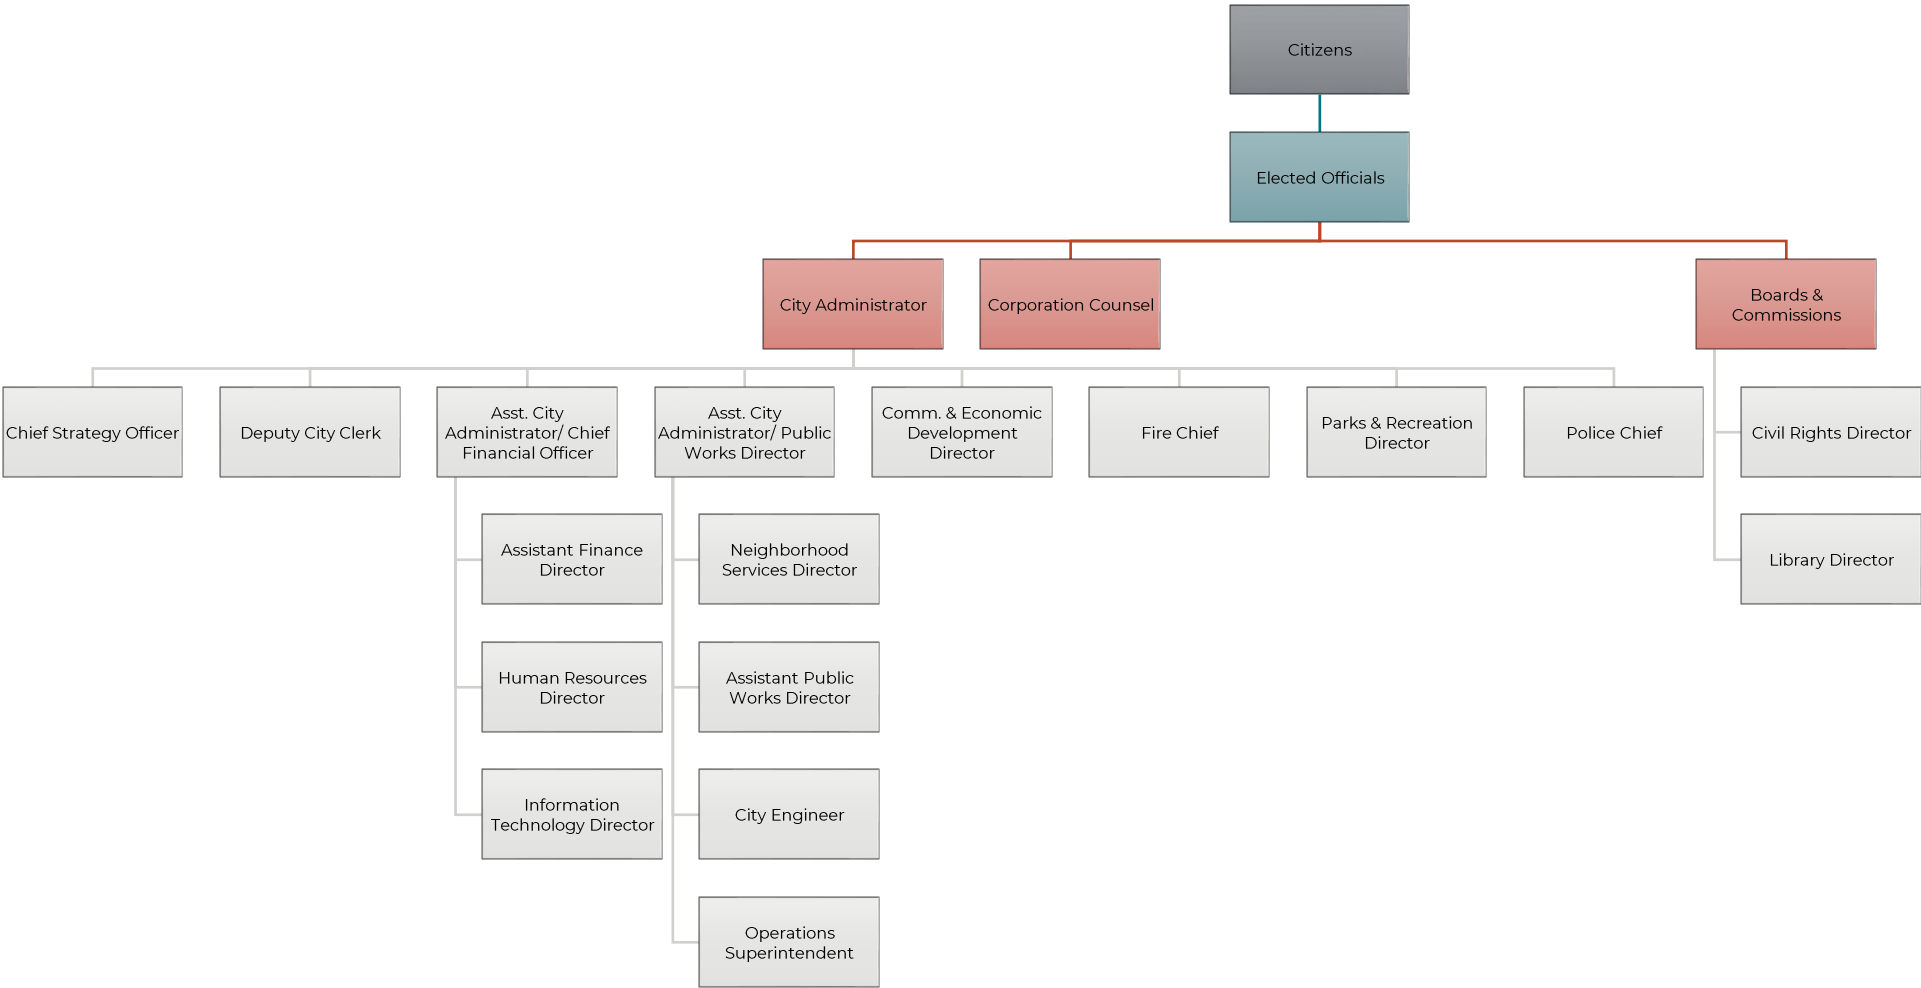 Citizens
Elected Officials
City Administrator
Corporation Counsel
Boards &
Commissions
Chief Strategy Officer
Deputy City Clerk
Asst. City
Administrator/ Chief
Financial Officer
Asst. City
Administrator/ Public
Works Director
Comm. & Economic
Development
Director
Fire Chief
Parks & Recreation
Director
Police Chief
Civil Rights Director
Assistant Finance
Director
Neighborhood
Services Director
Library Director
Human Resources
Director
Assistant Public
Works Director
Information
Technology Director
City Engineer
Operations
Superintendent